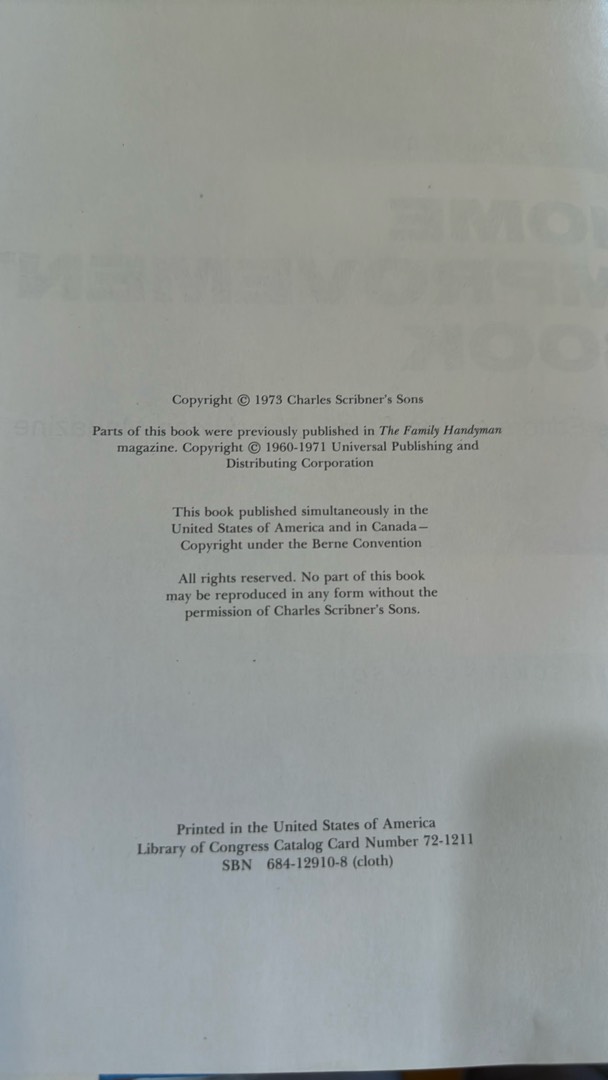 Copyright © 1973 Charles Scribner's Sons
Parts of this book were previously published in The Family Handyman
magazine. Copyright © 1960-1971 Universal Publishing and
Distributing Corporation
This book published simultaneously in the
United States of America and in Canada—
Copyright under the Berne Convention
All rights reserved. No part of this book
may be reproduced in any form without the
permission of Charles Scribner's Sons.
Printed in the United States of America
Library of Congress Catalog Card Number 72-1211
SBN 684-12910-8 (cloth)